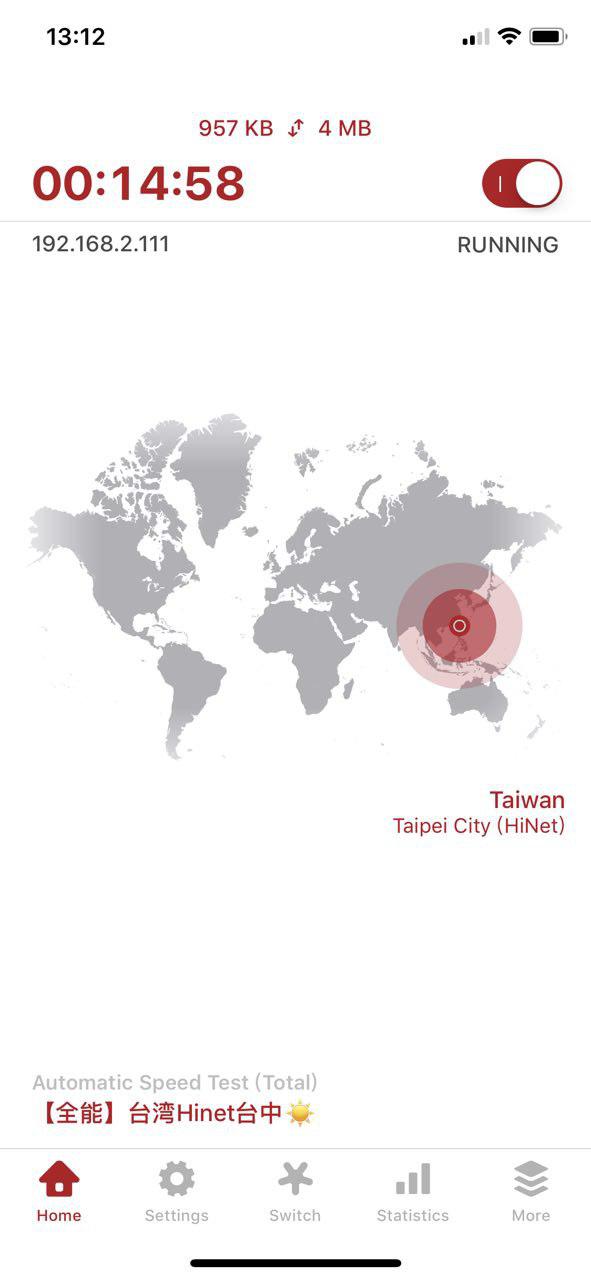 13:12
957 KB 4 MB
00:14:58
192.168.2.111 RUNNING
Taiwan
Taipei City (HiNet)
Automatic Speed Test (Total)
【全能】台湾Hinet台中☀️
Home Settings Switch Statistics More